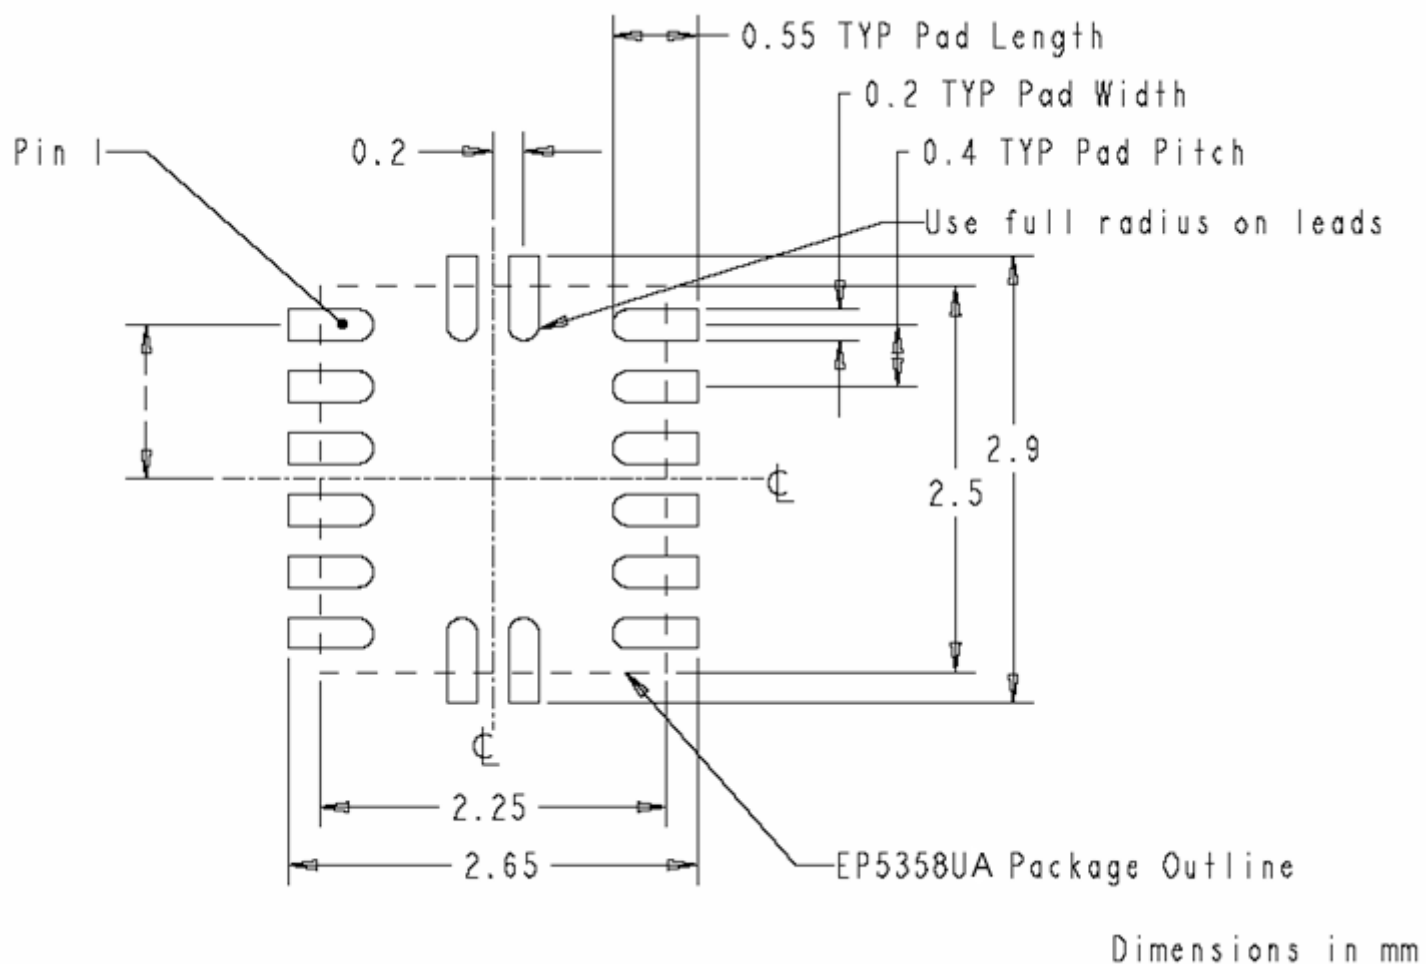 0.55 TYP Pad Length
0.2 TYP Pad Width
Pin 1
0.2
0.4 TYP Pad Pitch
Use full radius on leads
2.9
2.5
℄
℄
2.25
2.65
EP5358UA Package Outline
Dimensions in mm